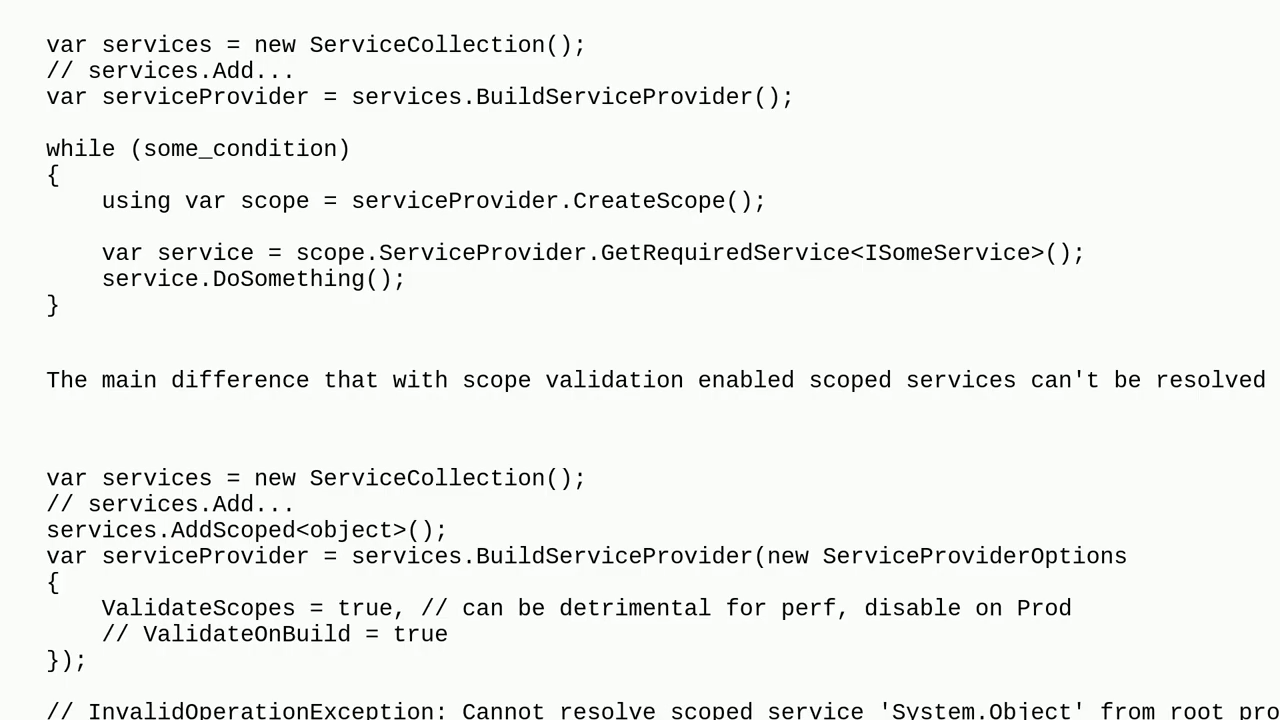 var services = new ServiceCollection();
// services.Add...
var serviceProvider = services.BuildServiceProvider();
while (some_condition)
{
    using var scope = serviceProvider.CreateScope();
    var service = scope.ServiceProvider.GetRequiredService<ISomeService>();
    service.DoSomething();
}
The main difference that with scope validation enabled scoped services can't be resolved
var services = new ServiceCollection();
// services.Add...
services.AddScoped<object>();
var serviceProvider = services.BuildServiceProvider(new ServiceProviderOptions
{
    ValidateScopes = true, // can be detrimental for perf, disable on Prod
    // ValidateOnBuild = true
});
// InvalidOperationException: Cannot resolve scoped service 'System.Object' from root pro